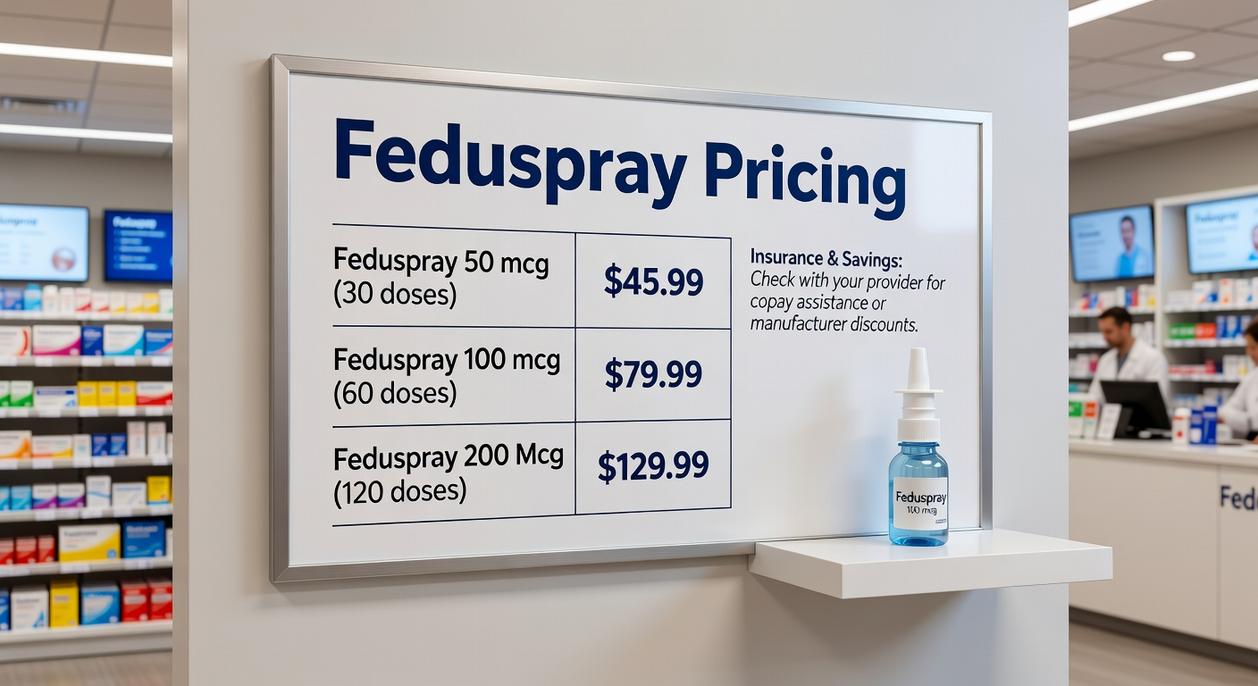 Feduspray Pricing
Feduspray 50 mcg
(30 doses)
$45.99
Feduspray 100 mcg
(60 doses)
$79.99
Feduspray 200 Mcg
(120 doses)
$129.99
Insurance & Savings:
Check with your provider for
copay assistance or
manufacturer discounts.
Feduspray
100 mcg
Fed